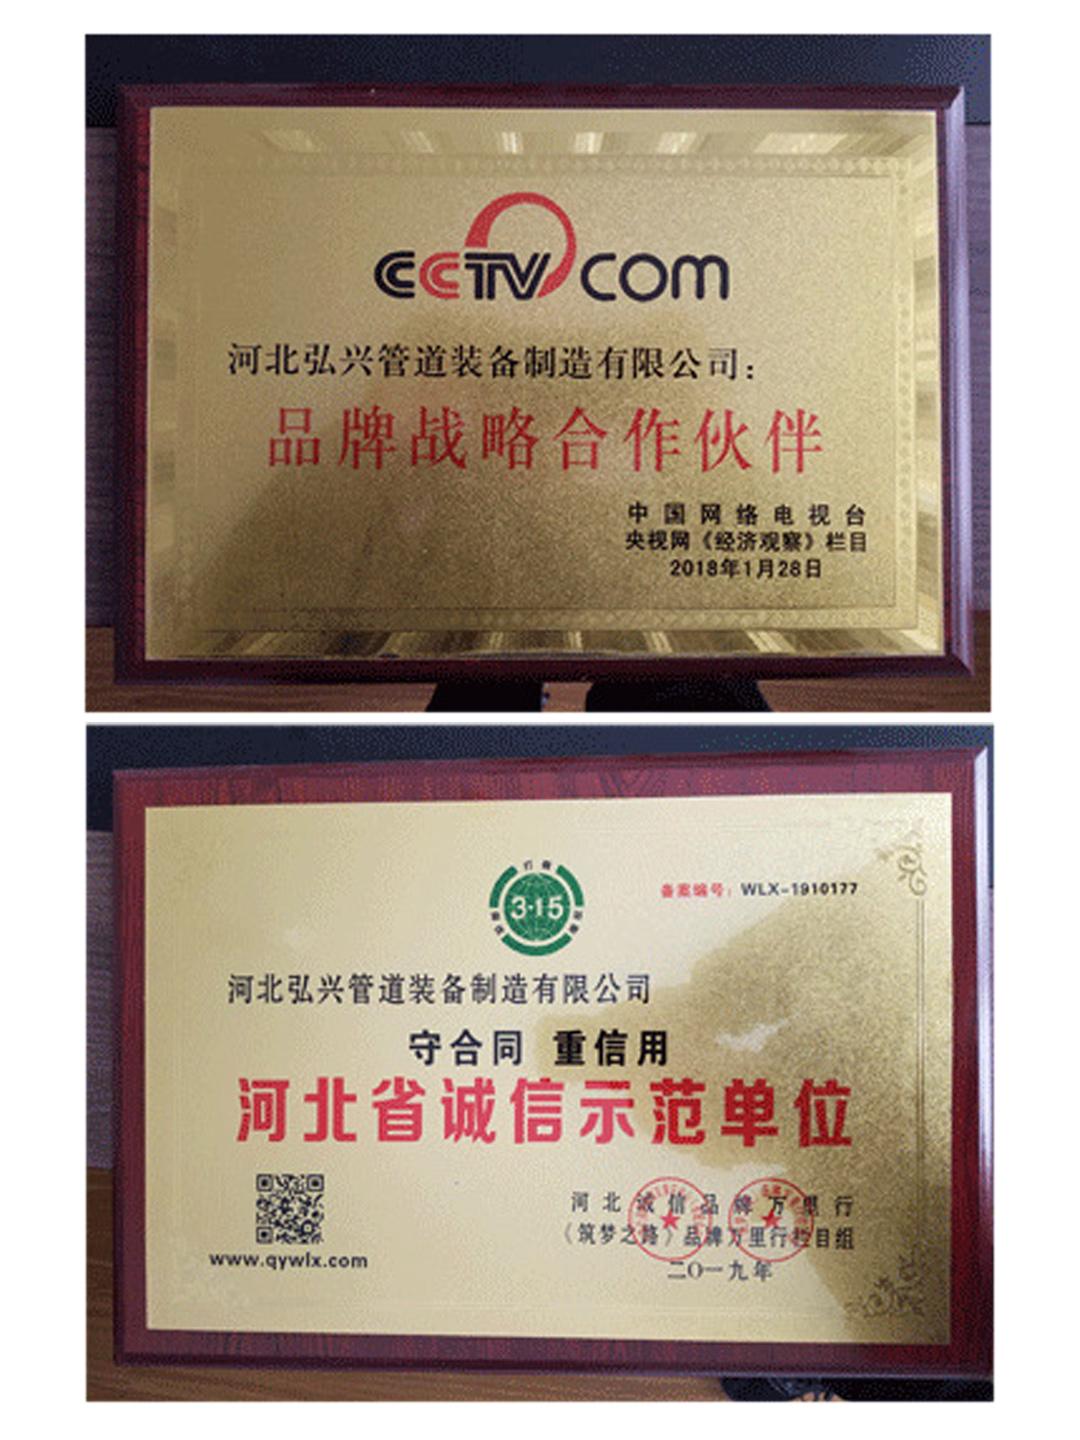 CCTV com
河北弘兴管道装备制造有限公司：
品牌战略合作伙伴
中国网络电视台
央视网《经济观察》栏目
2018年1月28日
3·15
备案编号：WLX-1910177
河北弘兴管道装备制造有限公司
守合同 重信用
河北省诚信示范单位
www.qywlx.com
河北诚信品牌万里行
《筑梦之路》品牌万里行栏目组
二〇一九年